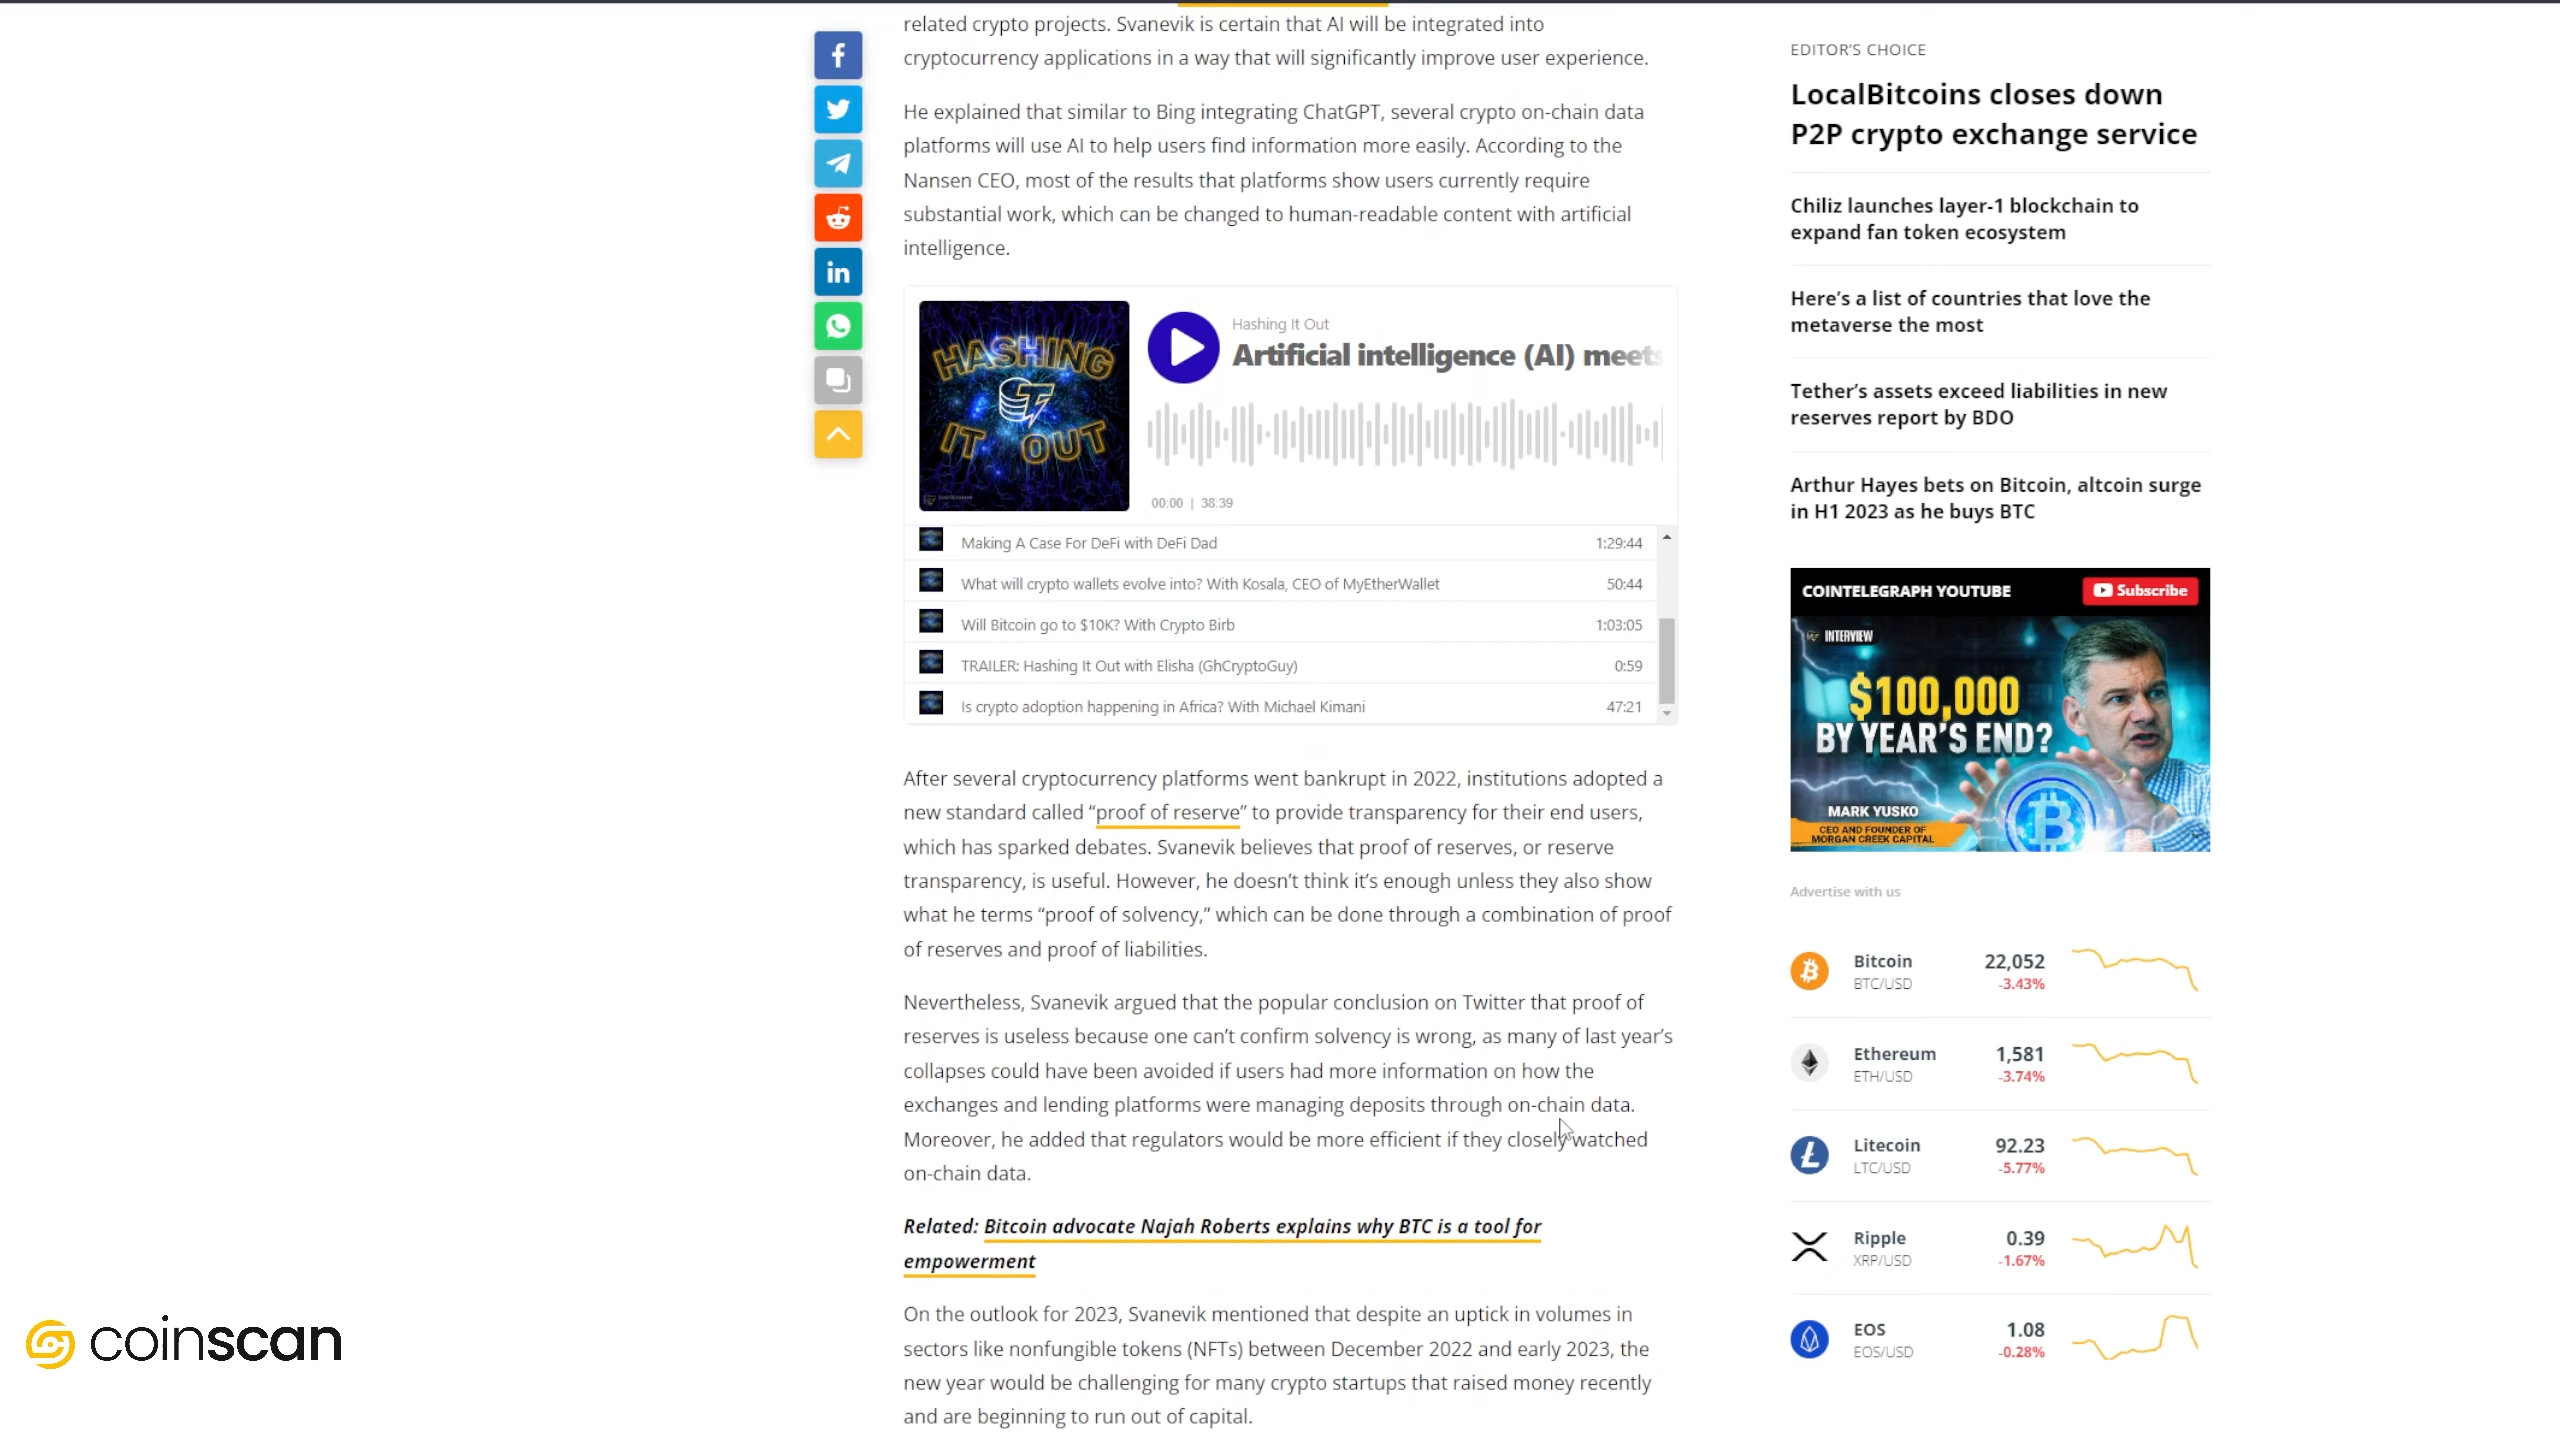 related crypto projects. Svanevik is certain that AI will be integrated into
cryptocurrency applications in a way that will significantly improve user experience.
He explained that similar to Bing integrating ChatGPT, several crypto on-chain data
platforms will use AI to help users find information more easily. According to the
Nansen CEO, most of the results that platforms show users currently require
substantial work, which can be changed to human-readable content with artificial
intelligence.
HASHING
IT OUT
Hashing It Out
Artificial intelligence (AI) meets
00:00 | 38:39
Making A Case For DeFi with DeFi Dad 1:29:44
What will crypto wallets evolve into? With Kosala, CEO of MyEtherWallet 50:44
Will Bitcoin go to $10K? With Crypto Birb 1:03:05
TRAILER: Hashing It Out with Elisha (GhCryptoGuy) 0:59
Is crypto adoption happening in Africa? With Michael Kimani 47:21
After several cryptocurrency platforms went bankrupt in 2022, institutions adopted a
new standard called “proof of reserve” to provide transparency for their end users,
which has sparked debates. Svanevik believes that proof of reserves, or reserve
transparency, is useful. However, he doesn’t think it’s enough unless they also show
what he terms “proof of solvency,” which can be done through a combination of proof
of reserves and proof of liabilities.
Nevertheless, Svanevik argued that the popular conclusion on Twitter that proof of
reserves is useless because one can’t confirm solvency is wrong, as many of last year’s
collapses could have been avoided if users had more information on how the
exchanges and lending platforms were managing deposits through on-chain data.
Moreover, he added that regulators would be more efficient if they closely watched
on-chain data.
Related: Bitcoin advocate Najah Roberts explains why BTC is a tool for
empowerment
On the outlook for 2023, Svanevik mentioned that despite an uptick in volumes in
sectors like nonfungible tokens (NFTs) between December 2022 and early 2023, the
new year would be challenging for many crypto startups that raised money recently
and are beginning to run out of capital.
EDITOR’S CHOICE
LocalBitcoins closes down
P2P crypto exchange service
Chiliz launches layer-1 blockchain to
expand fan token ecosystem
Here’s a list of countries that love the
metaverse the most
Tether’s assets exceed liabilities in new
reserves report by BDO
Arthur Hayes bets on Bitcoin, altcoin surge
in H1 2023 as he buys BTC
COINTELEGRAPH YOUTUBE Subscribe
INTERVIEW
$100,000
BY YEAR’S END?
MARK YUSKO
CEO AND FOUNDER OF
MORGAN CREEK CAPITAL
Advertise with us
Bitcoin 22,052
BTC/USD -3.43%
Ethereum 1,581
ETH/USD -3.74%
Litecoin 92.23
LTC/USD -5.77%
Ripple 0.39
XRP/USD -1.67%
EOS 1.08
EOS/USD -0.28%
coinscan